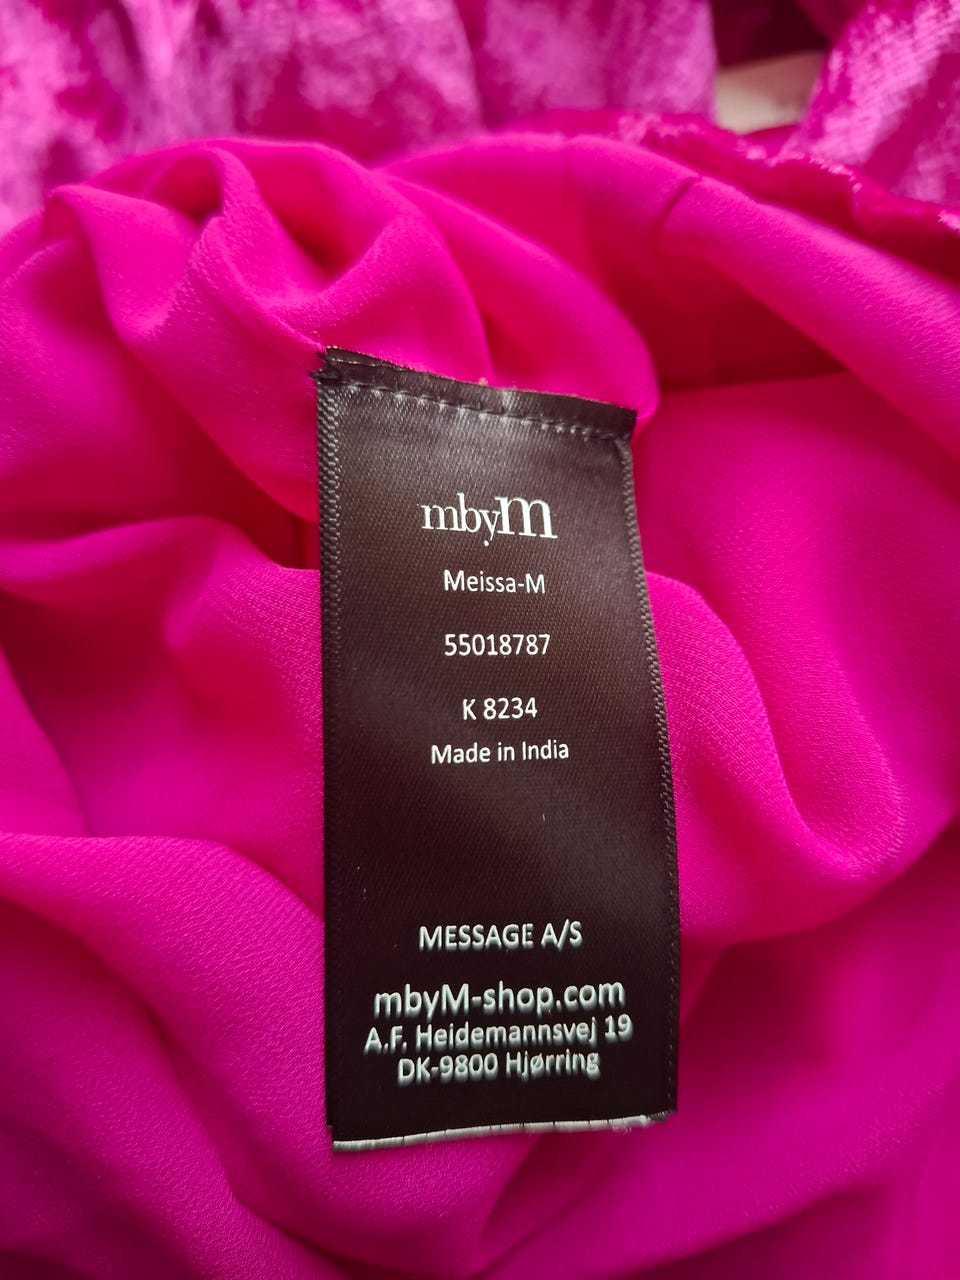 mbyM
Meissa-M
55018787
K 8234
Made in India
MESSAGE A/S
mbyM-shop.com
A.F. Heidemannsvej 19
DK-9800 Hjørring